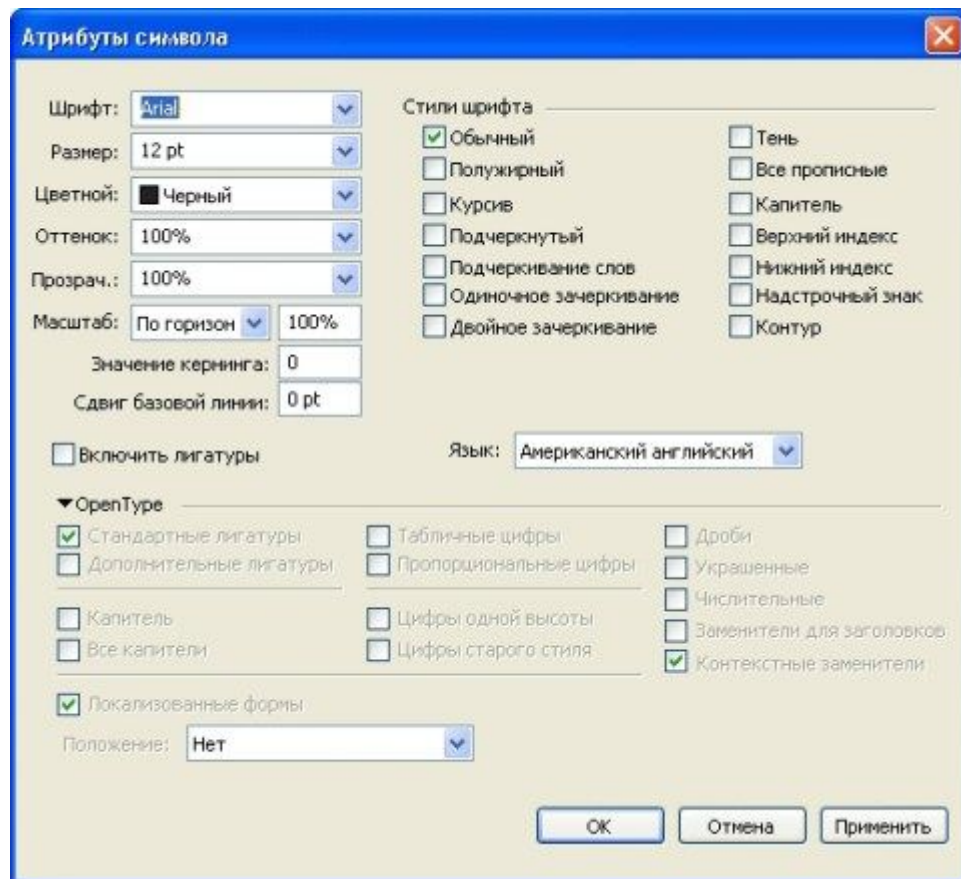 Атрибуты символа
Шрифт: Arial
Размер: 12 pt
Цветной: Черный
Оттенок: 100%
Прозрач.: 100%
Масштаб: По горизон 100%
Значение кернинга: 0
Сдвиг базовой линии: 0 pt
Стили шрифта
Обычный
Полужирный
Курсив
Подчеркнутый
Подчеркивание слов
Одиночное зачеркивание
Двойное зачеркивание
Тень
Все прописные
Капитель
Верхний индекс
Нижний индекс
Надстрочный знак
Контур
Включить лигатуры
Язык: Американский английский
OpenType
Стандартные лигатуры
Дополнительные лигатуры
Капитель
Все капители
Табличные цифры
Пропорциональные цифры
Цифры одной высоты
Цифры старого стиля
Дроби
Украшенные
Числительные
Заменители для заголовков
Контекстные заменители
Локализованные формы
Положение: Нет
OK
Отмена
Применить